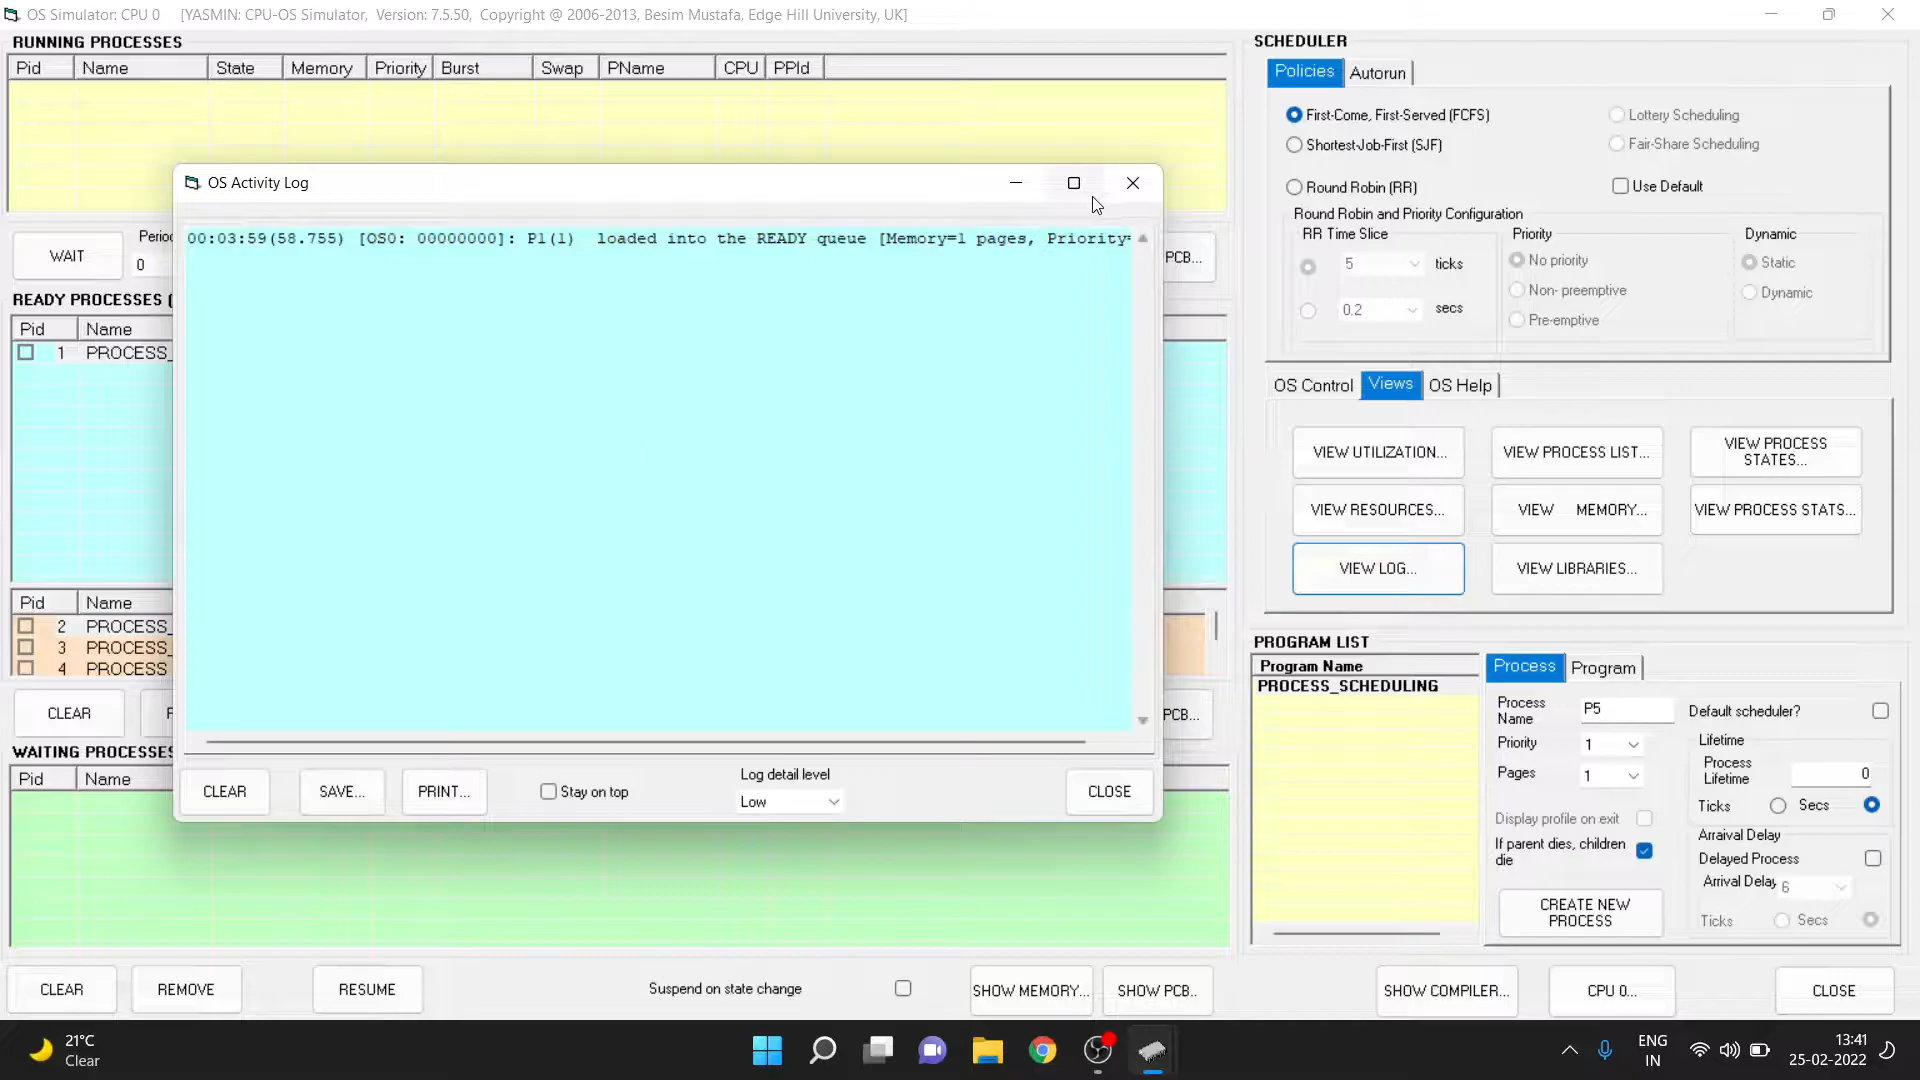 OS Simulator: CPU 0 [YASMIN: CPU-OS Simulator, Version: 7.5.50, Copyright @ 2006-2013, Besim Mustafa, Edge Hill University, UK]
RUNNING PROCESSES
Pid Name State Memory Priority Burst Swap PName CPU PPId
WAIT
0
PCB...
READY PROCESSES (
Pid Name
1 PROCESS_
Pid Name
2 PROCESS_
3 PROCESS_
4 PROCESS
CLEAR
PCB...
WAITING PROCESSES
Pid Name
CLEAR REMOVE RESUME Suspend on state change SHOW MEMORY... SHOW PCB..
OS Activity Log
00:03:59(58.755) [OS0: 00000000]: P1(1) loaded into the READY queue [Memory=1 pages, Priority=
CLEAR SAVE... PRINT... Stay on top
Log detail level
Low
CLOSE
SCHEDULER
Policies Autorun
First-Come, First-Served (FCFS) Lottery Scheduling
Shortest-Job-First (SJF) Fair-Share Scheduling
Round Robin (RR) Use Default
Round Robin and Priority Configuration
RR Time Slice Priority Dynamic
5 ticks No priority Static
Non- preemptive Dynamic
0.2 secs Pre-emptive
OS Control Views OS Help
VIEW UTILIZATION... VIEW PROCESS LIST... VIEW PROCESS STATES...
VIEW RESOURCES... VIEW MEMORY... VIEW PROCESS STATS...
VIEW LOG... VIEW LIBRARIES...
PROGRAM LIST
Program Name
PROCESS_SCHEDULING
Process Program
Process Name P5 Default scheduler?
Priority 1 Lifetime
Pages 1 Process Lifetime 0
Ticks Secs
Display profile on exit
If parent dies, children die
Arraival Delay
Delayed Process
Arrival Delay 6
CREATE NEW PROCESS
Ticks Secs
SHOW COMPILER... CPU 0... CLOSE
21°C
Clear
ENG
IN
13:41
25-02-2022